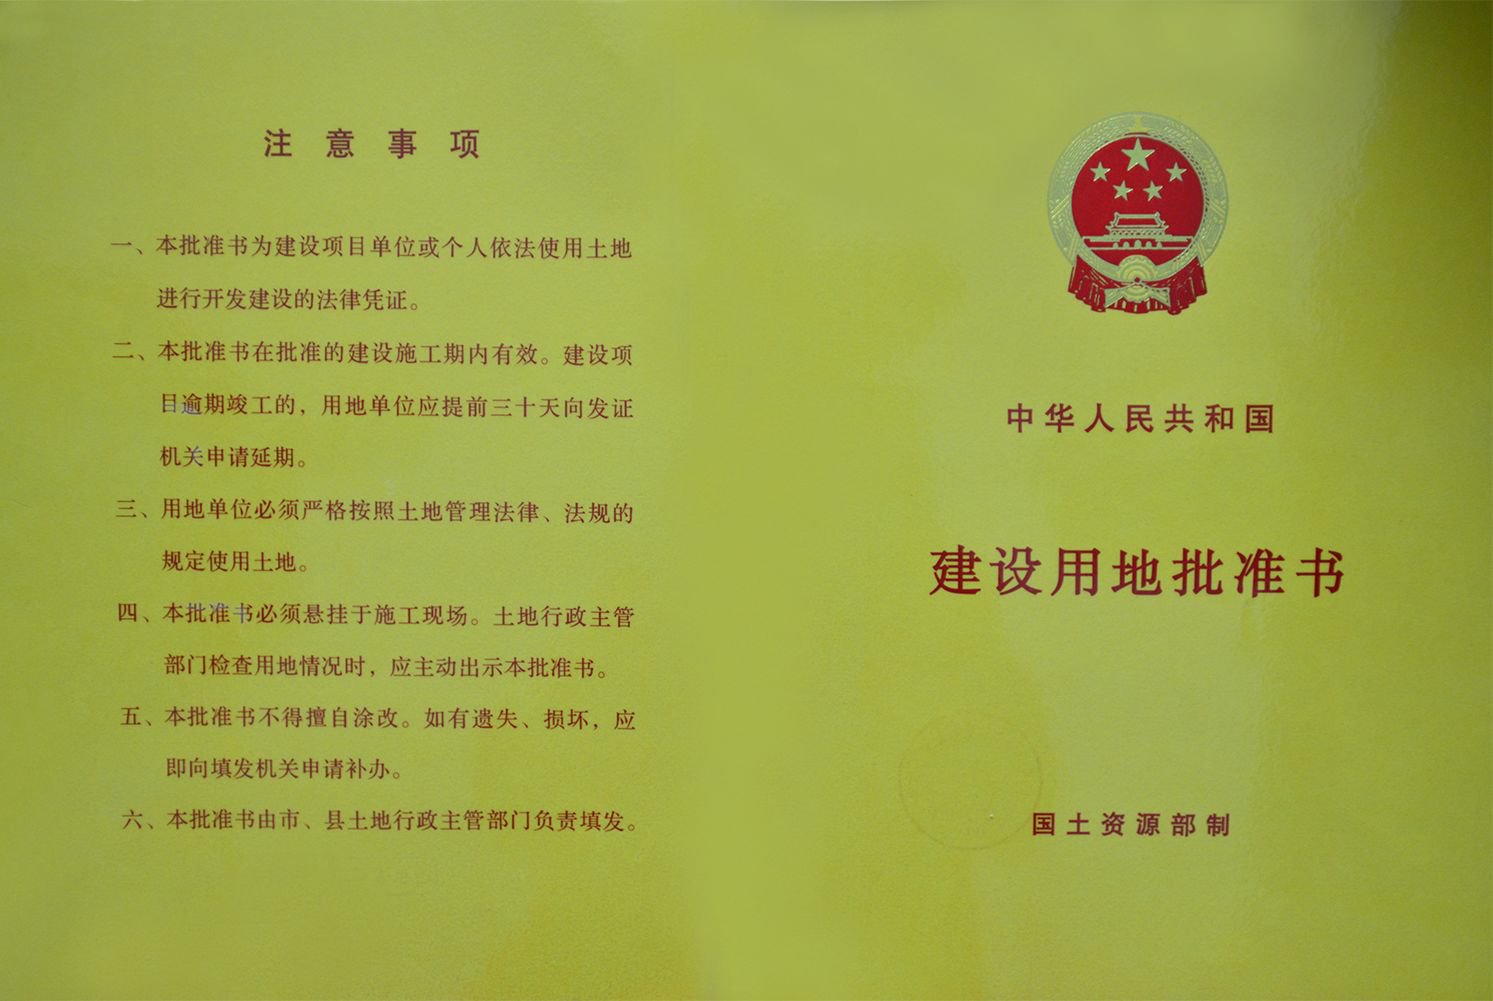 注意事项
一、本批准书为建设项目单位或个人依法使用土地
进行开发建设的法律凭证。
二、本批准书在批准的建设施工期内有效。建设项
目逾期竣工的，用地单位应提前三十天向发证
机关申请延期。
三、用地单位必须严格按照土地管理法律、法规的
规定使用土地。
四、本批准书必须悬挂于施工现场。土地行政主管
部门检查用地情况时，应主动出示本批准书。
五、本批准书不得擅自涂改。如有遗失、损坏，应
即向填发机关申请补办。
六、本批准书由市、县土地行政主管部门负责填发。
中华人民共和国
建设用地批准书
国土资源部制